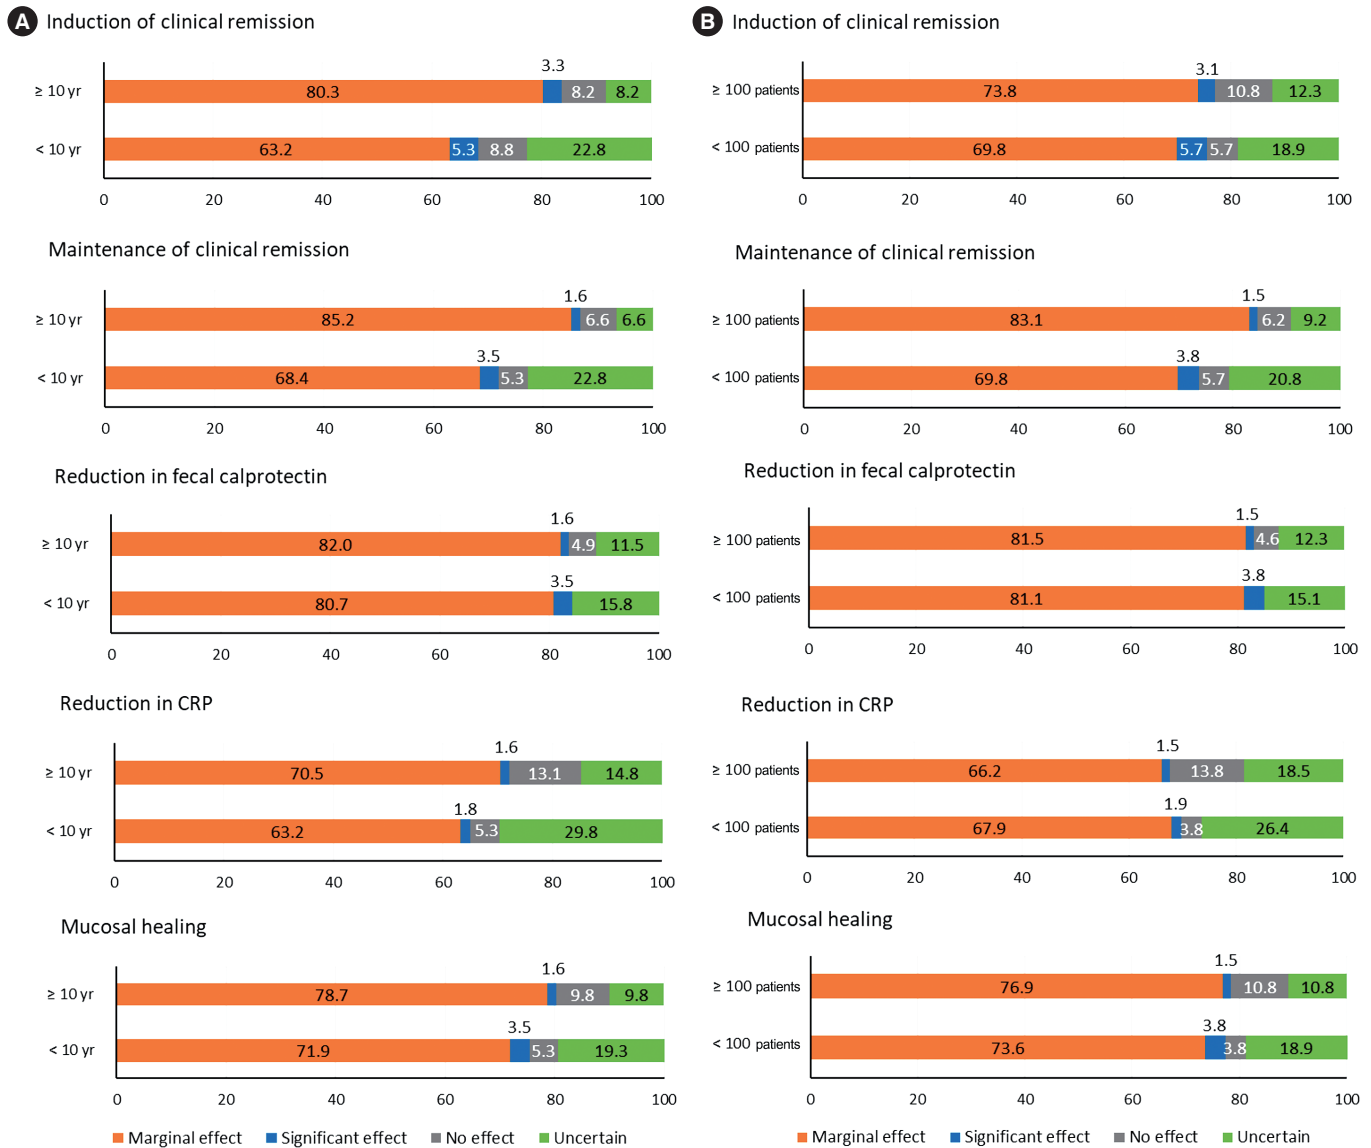 A Induction of clinical remission
3.3
≥ 10 yr 80.3 8.2 8.2
< 10 yr 63.2 5.3 8.8 22.8
0 20 40 60 80 100
Maintenance of clinical remission
1.6
≥ 10 yr 85.2 6.6 6.6
3.5
< 10 yr 68.4 5.3 22.8
0 20 40 60 80 100
Reduction in fecal calprotectin
1.6
≥ 10 yr 82.0 4.9 11.5
3.5
< 10 yr 80.7 15.8
0 20 40 60 80 100
Reduction in CRP
1.6
≥ 10 yr 70.5 13.1 14.8
1.8
< 10 yr 63.2 5.3 29.8
0 20 40 60 80 100
Mucosal healing
1.6
≥ 10 yr 78.7 9.8 9.8
3.5
< 10 yr 71.9 5.3 19.3
0 20 40 60 80 100
Marginal effect Significant effect No effect Uncertain
B Induction of clinical remission
3.1
≥ 100 patients 73.8 10.8 12.3
< 100 patients 69.8 5.7 5.7 18.9
0 20 40 60 80 100
Maintenance of clinical remission
1.5
≥ 100 patients 83.1 6.2 9.2
3.8
< 100 patients 69.8 5.7 20.8
0 20 40 60 80 100
Reduction in fecal calprotectin
1.5
≥ 100 patients 81.5 4.6 12.3
3.8
< 100 patients 81.1 15.1
0 20 40 60 80 100
Reduction in CRP
1.5
≥ 100 patients 66.2 13.8 18.5
1.9
< 100 patients 67.9 3.8 26.4
0 20 40 60 80 100
Mucosal healing
1.5
≥ 100 patients 76.9 10.8 10.8
3.8
< 100 patients 73.6 3.8 18.9
0 20 40 60 80 100
Marginal effect Significant effect No effect Uncertain